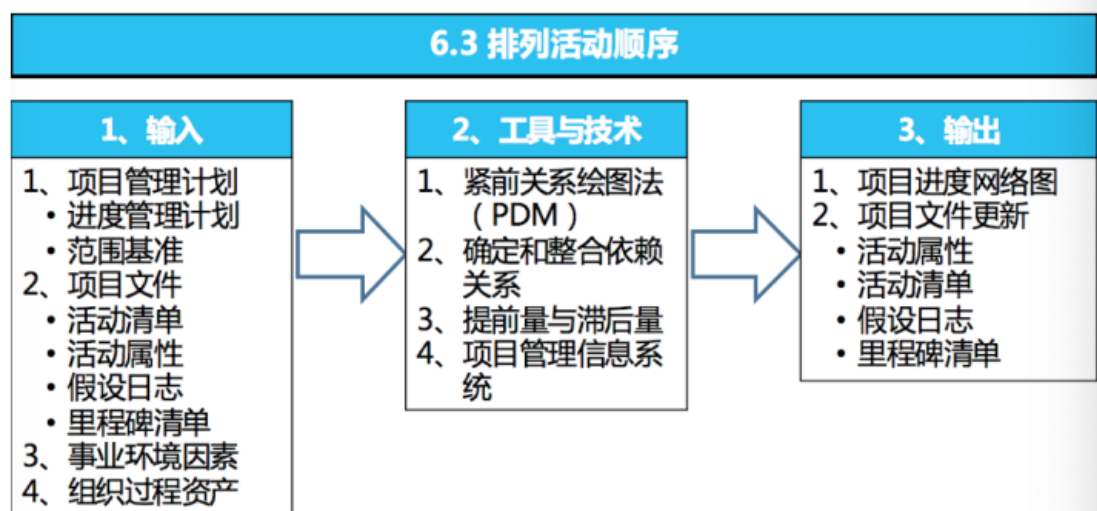 6.3 排列活动顺序
1、输入
1、项目管理计划
• 进度管理计划
• 范围基准
2、项目文件
• 活动清单
• 活动属性
• 假设日志
• 里程碑清单
3、事业环境因素
4、组织过程资产
2、工具与技术
1、紧前关系绘图法
（PDM）
2、确定和整合依赖
关系
3、提前量与滞后量
4、项目管理信息系
统
3、输出
1、项目进度网络图
2、项目文件更新
• 活动属性
• 活动清单
• 假设日志
• 里程碑清单